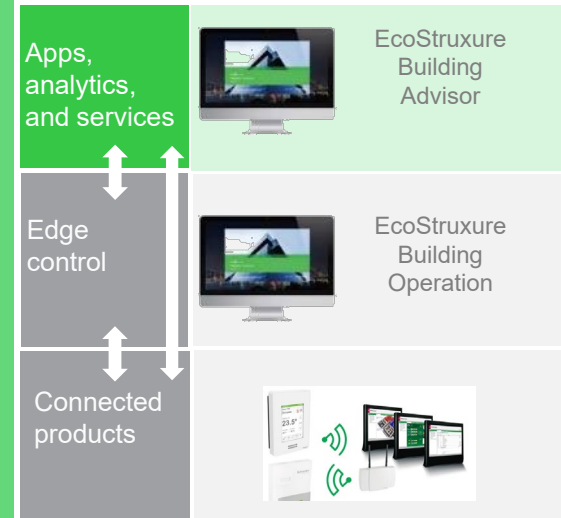 Apps,
analytics,
and services
EcoStruxure
Building
Advisor
Edge
control
EcoStruxure
Building
Operation
Connected
products
23.5°